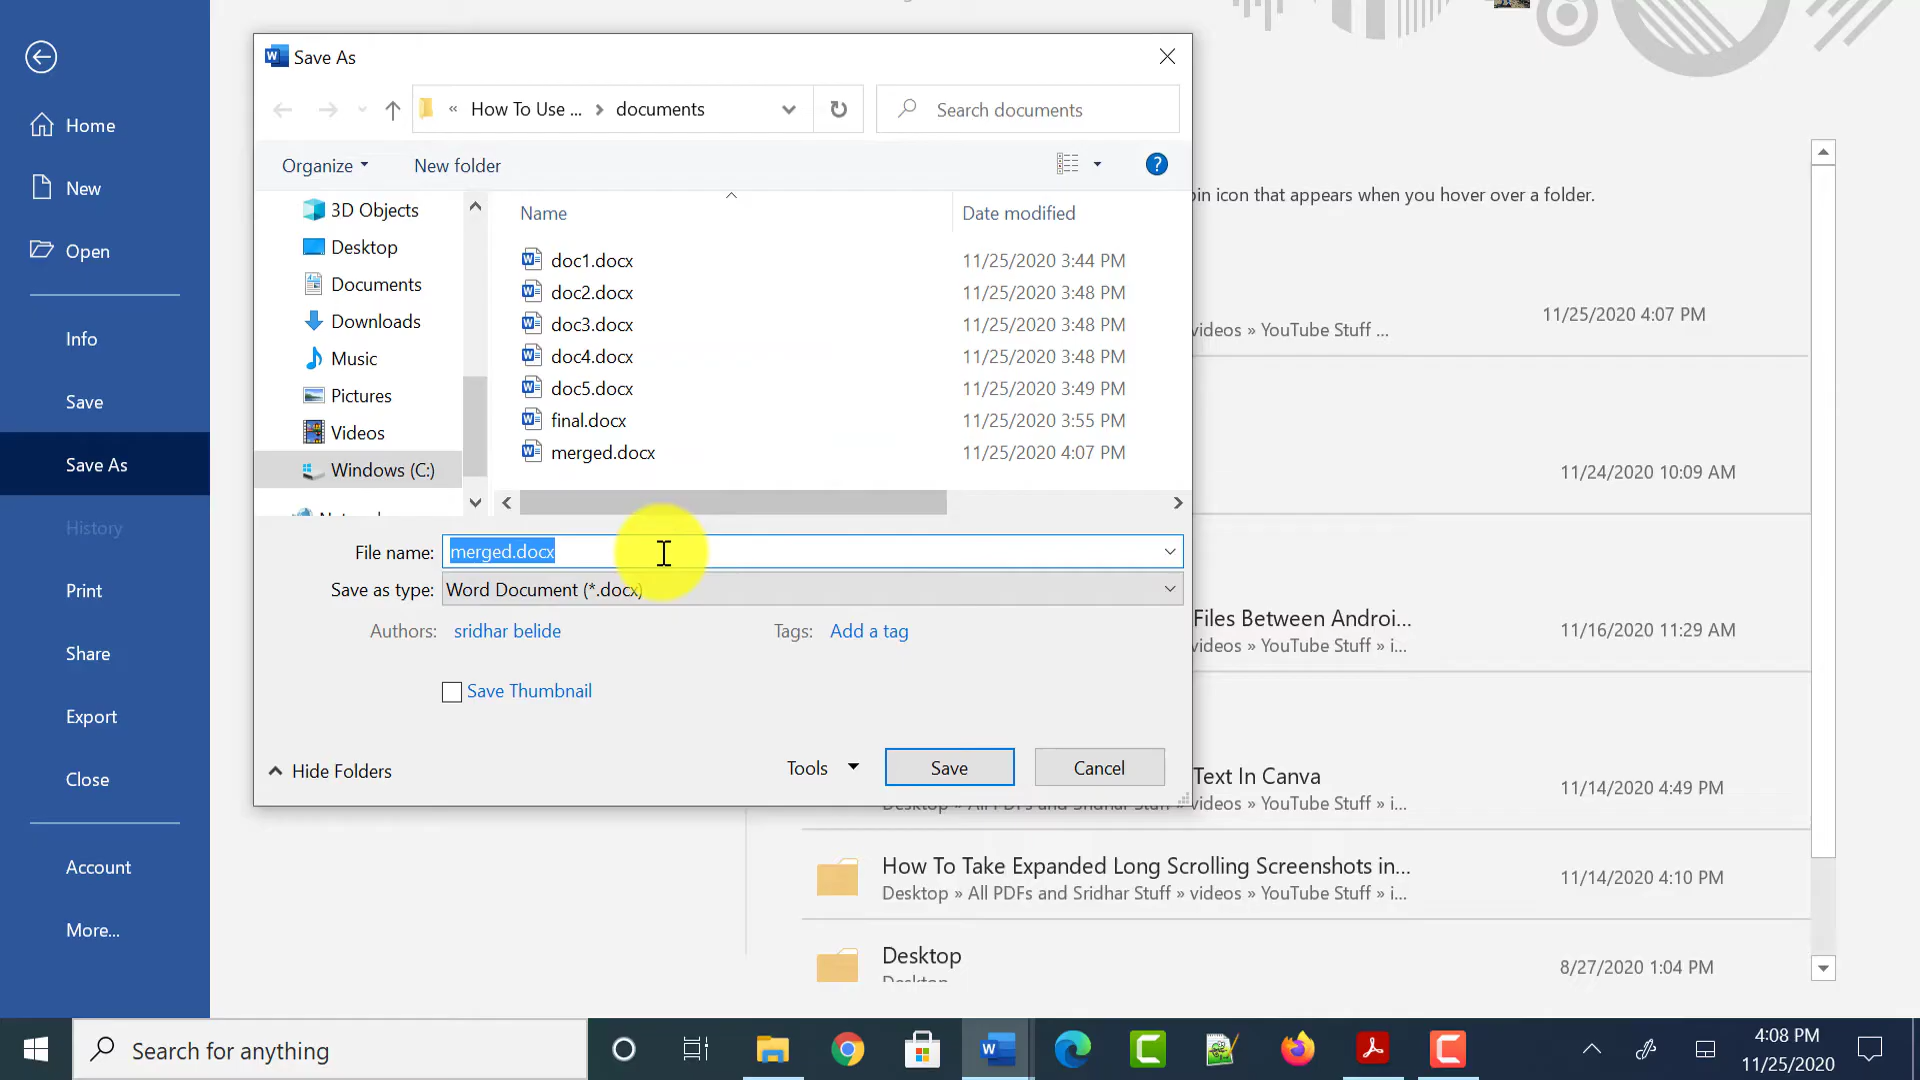 Save As
« How To Use ... > documents
Search documents
Organize
New folder
?
Home
New
Open
Info
Save
Save As
History
Print
Share
Export
Close
Account
More...
3D Objects
Desktop
Documents
Downloads
Music
Pictures
Videos
Windows (C:)
Name
Date modified
doc1.docx 11/25/2020 3:44 PM
doc2.docx 11/25/2020 3:48 PM
doc3.docx 11/25/2020 3:48 PM
doc4.docx 11/25/2020 3:48 PM
doc5.docx 11/25/2020 3:49 PM
final.docx 11/25/2020 3:55 PM
merged.docx 11/25/2020 4:07 PM
File name: merged.docx
Save as type: Word Document (*.docx)
Authors: sridhar belide
Tags: Add a tag
Save Thumbnail
Hide Folders
Tools
Save
Cancel
icon that appears when you hover over a folder.
videos » YouTube Stuff ...
11/25/2020 4:07 PM
11/24/2020 10:09 AM
Files Between Androi...
videos » YouTube Stuff » i...
11/16/2020 11:29 AM
Text In Canva
Desktop » All PDFs and Sridhar Stuff » videos » YouTube Stuff » i...
11/14/2020 4:49 PM
How To Take Expanded Long Scrolling Screenshots in...
Desktop » All PDFs and Sridhar Stuff » videos » YouTube Stuff » i...
11/14/2020 4:10 PM
Desktop
Desktop
8/27/2020 1:04 PM
Search for anything
4:08 PM
11/25/2020